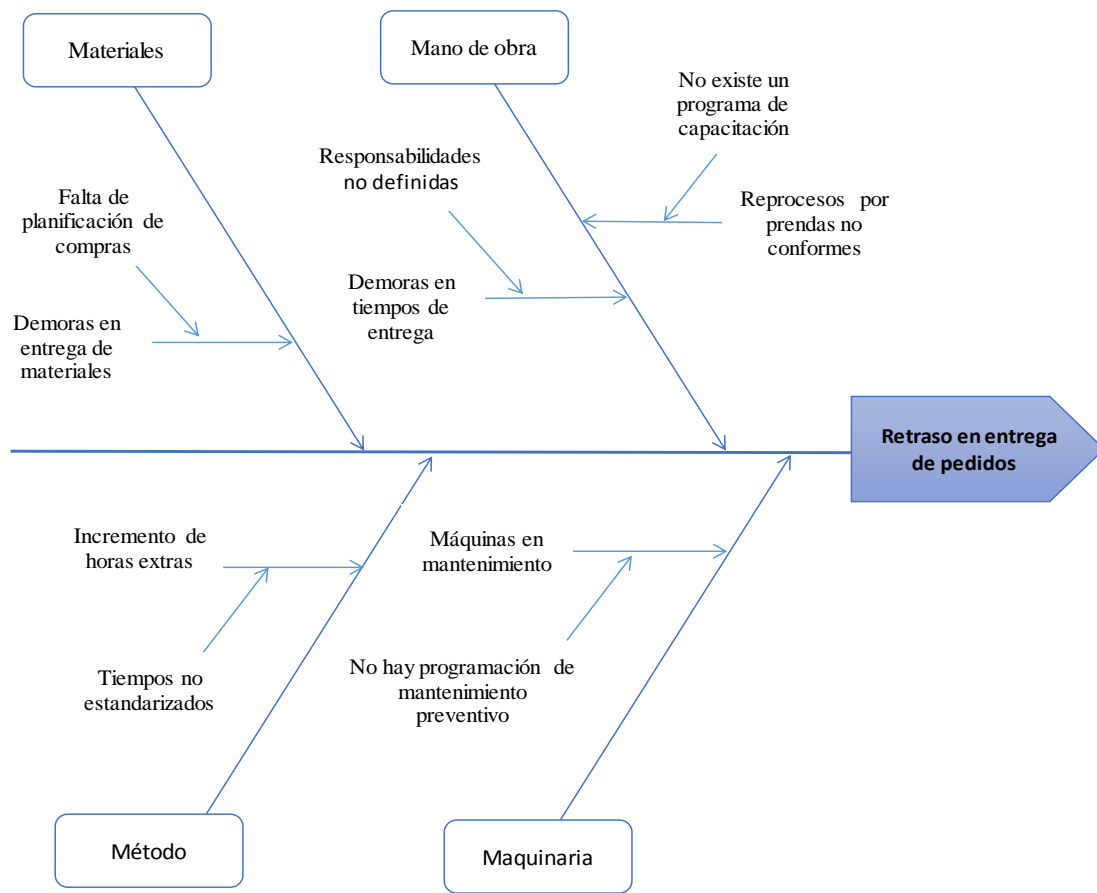 Materiales
Mano de obra
No existe un
programa de
capacitación
Responsabilidades
no definidas
Falta de
planificación de
compras
Reprocesos por
prendas no
conformes
Demoras en
tiempos de
entrega
Demoras en
entrega de
materiales
Retraso en entrega
de pedidos
Incremento de
horas extras
Máquinas en
mantenimiento
Tiempos no
estandarizados
No hay programación de
mantenimiento
preventivo
Método
Maquinaria